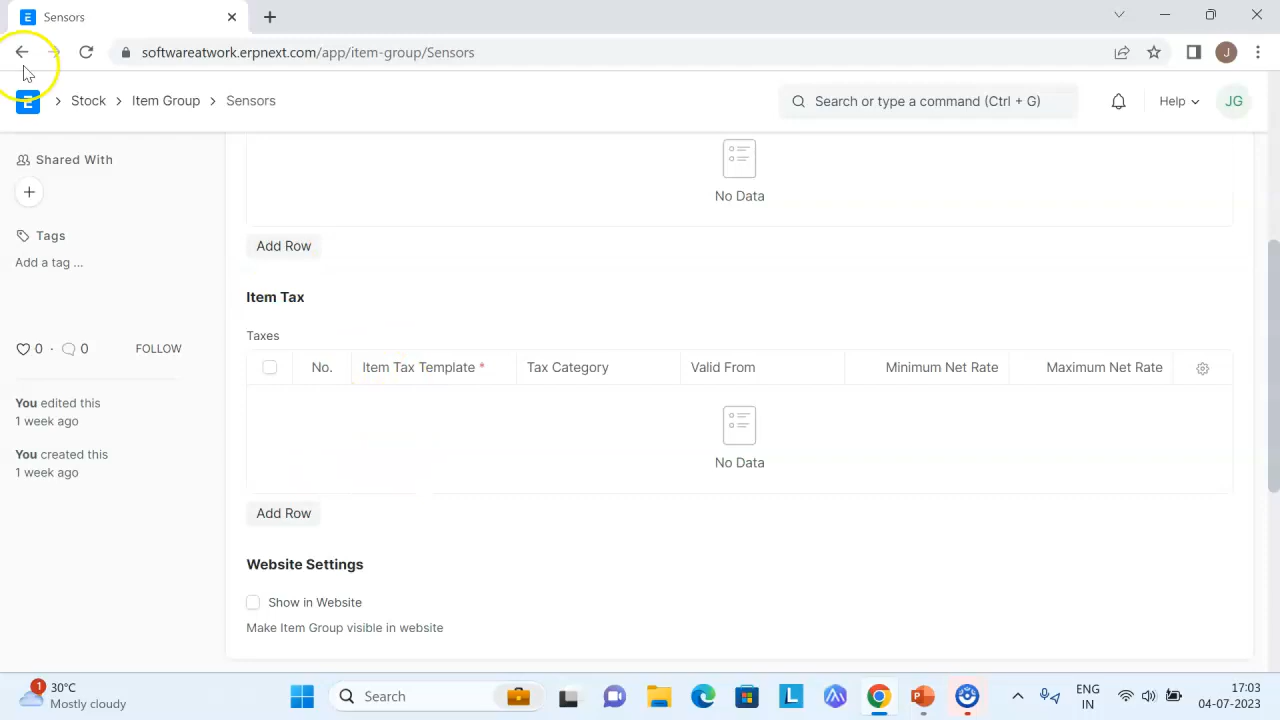 Sensors
softwareatwork.erpnext.com/app/item-group/Sensors
J
E
Stock
Item Group
Sensors
Search or type a command (Ctrl + G)
Help
JG
Shared With
Tags
Add a tag ...
0 · 0
FOLLOW
You edited this
1 week ago
You created this
1 week ago
No Data
Add Row
Item Tax
Taxes
No. Item Tax Template * Tax Category Valid From Minimum Net Rate Maximum Net Rate
No Data
Add Row
Website Settings
Show in Website
Make Item Group visible in website
1
30°C
Mostly cloudy
Search
L
ENG
IN
17:03
04-07-2023